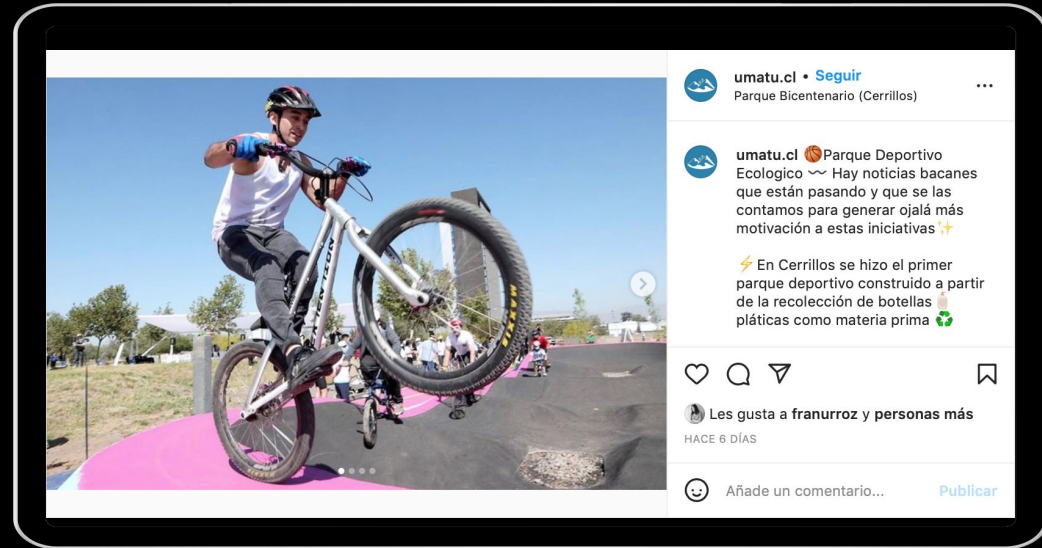 umatu.cl • Seguir
Parque Bicentenario (Cerrillos)
umatu.cl 🏀Parque Deportivo
Ecologico 〰 Hay noticias bacanes
que están pasando y que se las
contamos para generar ojalá más
motivación a estas iniciativas✨
⚡En Cerrillos se hizo el primer
parque deportivo construido a partir
de la recolección de botellas 🧴
pláticas como materia prima ♻️
Les gusta a franurroz y personas más
HACE 6 DÍAS
Añade un comentario... Publicar
MAXXIS